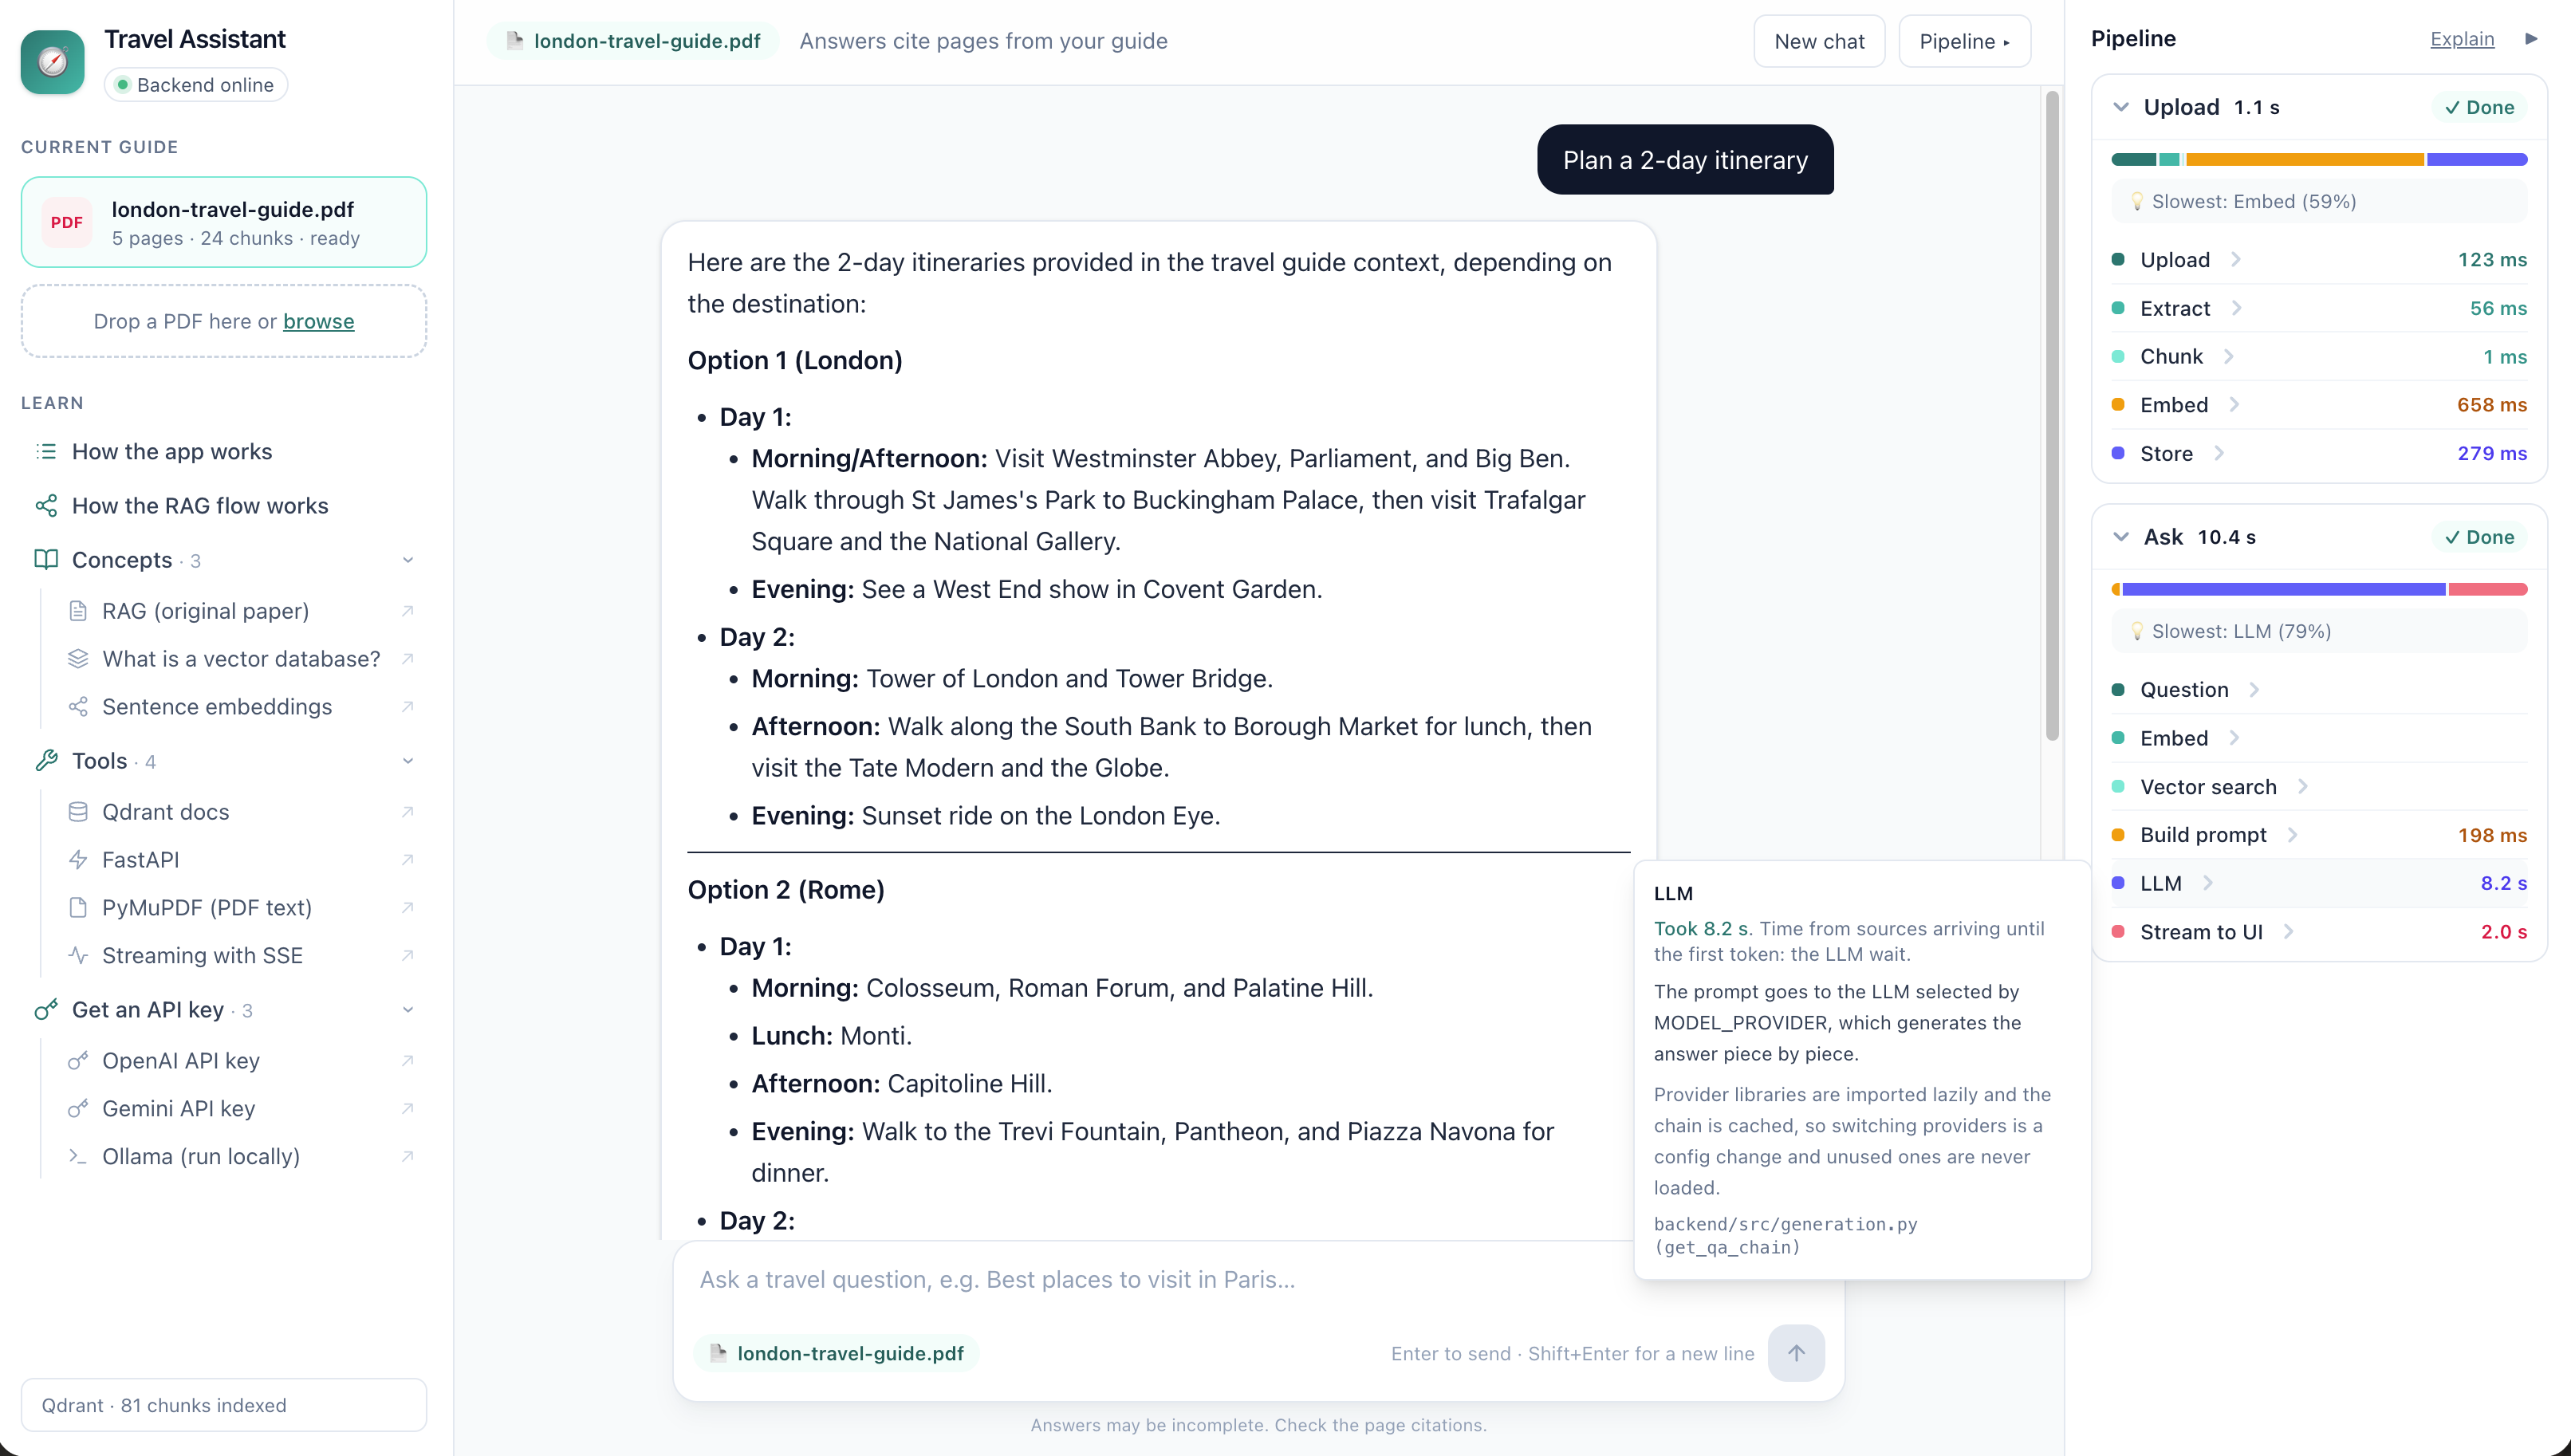 Travel Assistant
Backend online
CURRENT GUIDE
PDF
london-travel-guide.pdf
5 pages · 24 chunks · ready
Drop a PDF here or browse
LEARN
How the app works
How the RAG flow works
Concepts · 3
RAG (original paper)
What is a vector database?
Sentence embeddings
Tools · 4
Qdrant docs
FastAPI
PyMuPDF (PDF text)
Streaming with SSE
Get an API key · 3
OpenAI API key
Gemini API key
Ollama (run locally)
Qdrant · 81 chunks indexed
london-travel-guide.pdf
Answers cite pages from your guide
New chat
Pipeline ▸
Plan a 2-day itinerary
Here are the 2-day itineraries provided in the travel guide context, depending on
the destination:
Option 1 (London)
• Day 1:
• Morning/Afternoon: Visit Westminster Abbey, Parliament, and Big Ben.
Walk through St James's Park to Buckingham Palace, then visit Trafalgar
Square and the National Gallery.
• Evening: See a West End show in Covent Garden.
• Day 2:
• Morning: Tower of London and Tower Bridge.
• Afternoon: Walk along the South Bank to Borough Market for lunch, then
visit the Tate Modern and the Globe.
• Evening: Sunset ride on the London Eye.
Option 2 (Rome)
• Day 1:
• Morning: Colosseum, Roman Forum, and Palatine Hill.
• Lunch: Monti.
• Afternoon: Capitoline Hill.
• Evening: Walk to the Trevi Fountain, Pantheon, and Piazza Navona for
dinner.
• Day 2:
Ask a travel question, e.g. Best places to visit in Paris...
london-travel-guide.pdf
Enter to send · Shift+Enter for a new line
Answers may be incomplete. Check the page citations.
LLM
Took 8.2 s. Time from sources arriving until
the first token: the LLM wait.
The prompt goes to the LLM selected by
MODEL_PROVIDER, which generates the
answer piece by piece.
Provider libraries are imported lazily and the
chain is cached, so switching providers is a
config change and unused ones are never
loaded.
backend/src/generation.py
(get_qa_chain)
Pipeline
Explain
Upload 1.1 s
✓ Done
Slowest: Embed (59%)
Upload 123 ms
Extract 56 ms
Chunk 1 ms
Embed 658 ms
Store 279 ms
Ask 10.4 s
✓ Done
Slowest: LLM (79%)
Question
Embed
Vector search
Build prompt 198 ms
LLM 8.2 s
Stream to UI 2.0 s